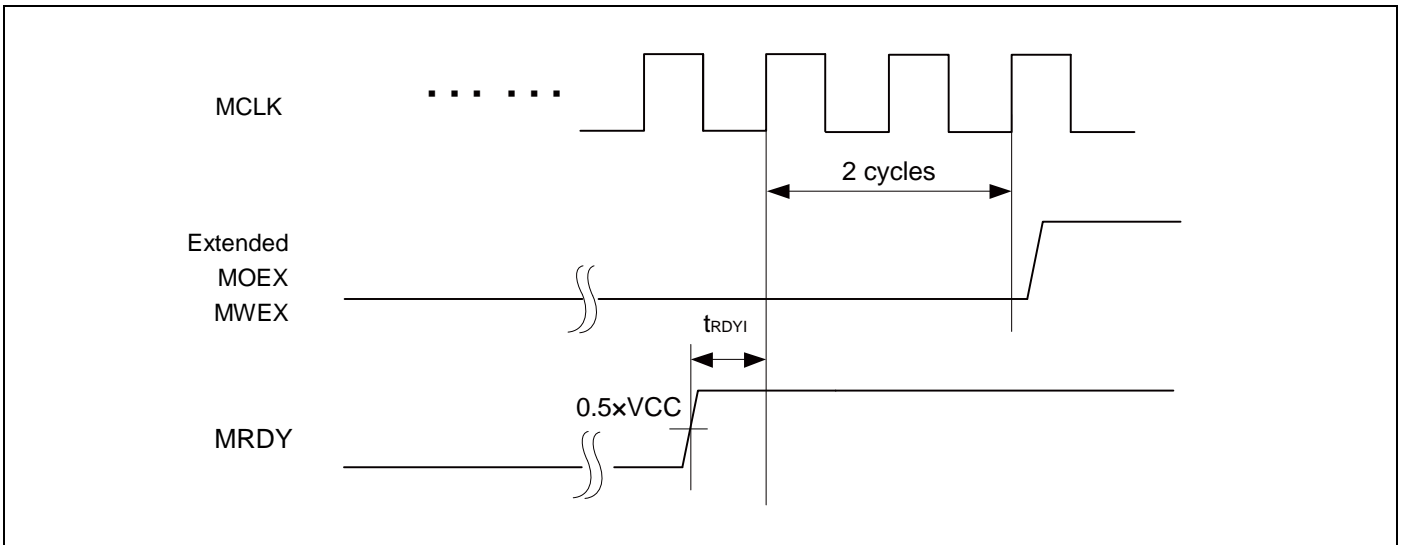 MCLK
... ...
2 cycles
Extended
MOEX
MWEX
tRDYI
0.5×VCC
MRDY